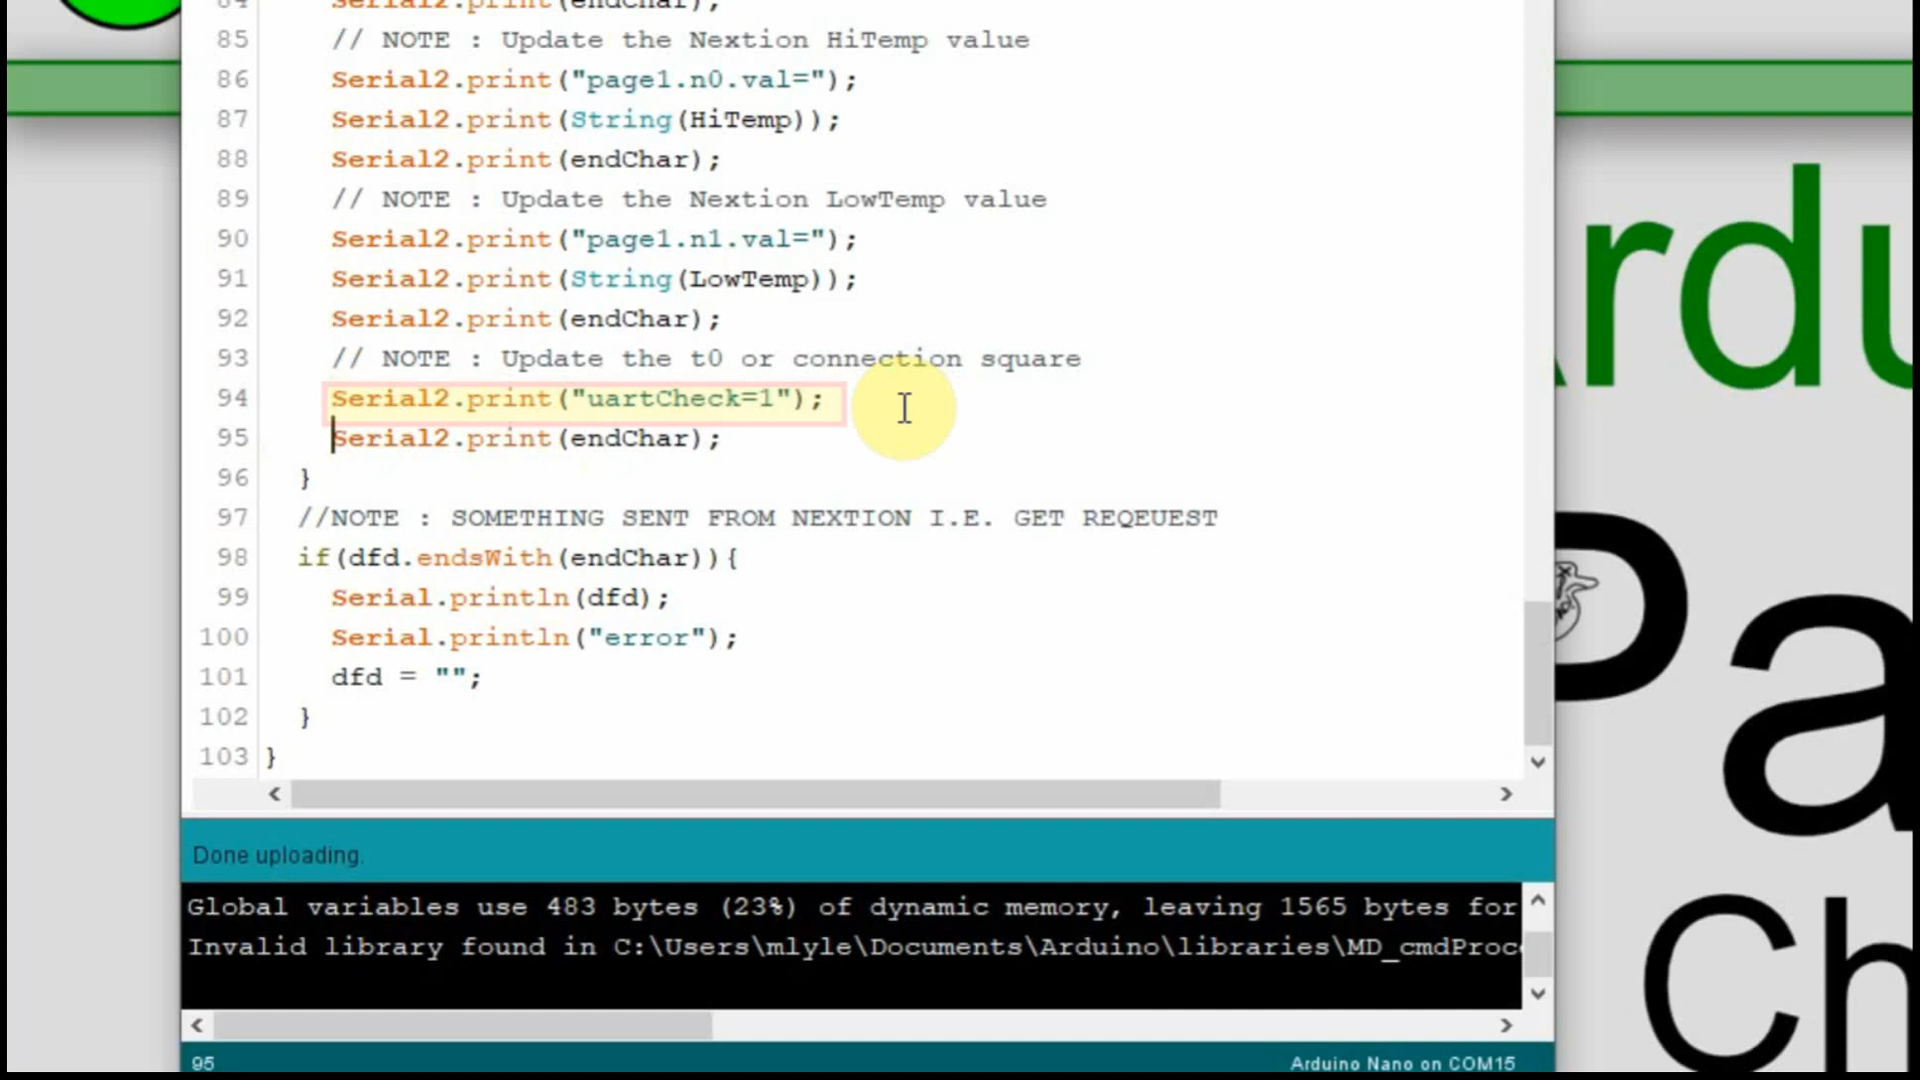 84 Serial2.print(endChar);
85 // NOTE : Update the Nextion HiTemp value
86 Serial2.print("page1.n0.val=");
87 Serial2.print(String(HiTemp));
88 Serial2.print(endChar);
89 // NOTE : Update the Nextion LowTemp value
90 Serial2.print("page1.n1.val=");
91 Serial2.print(String(LowTemp));
92 Serial2.print(endChar);
93 // NOTE : Update the t0 or connection square
94 Serial2.print("uartCheck=1");
95 Serial2.print(endChar);
96 }
97 //NOTE : SOMETHING SENT FROM NEXTION I.E. GET REQEUEST
98 if(dfd.endsWith(endChar)){
99 Serial.println(dfd);
100 Serial.println("error");
101 dfd = "";
102 }
103 }
Done uploading.
Global variables use 483 bytes (23%) of dynamic memory, leaving 1565 bytes for
Invalid library found in C:\Users\mlyle\Documents\Arduino\libraries\MD_cmdProc
95 Arduino Nano on COM15
Ardu
Pa
Ch